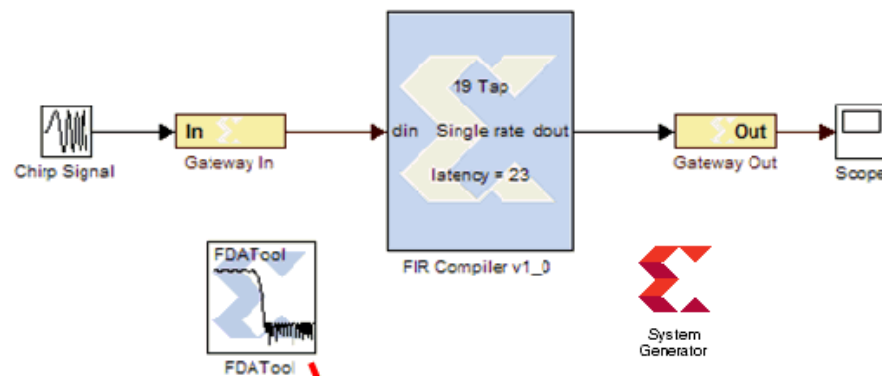 Chirp Signal
In
Gateway In
19 Tap
din Single rate dout
latency = 23
FIR Compiler v1_0
Out
Gateway Out
Scope
FDATool
FDATool
System
Generator